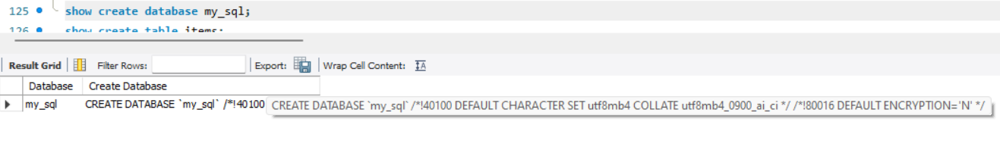 125 show create database my_sql;
126 show create table items;
Result Grid Filter Rows: Export: Wrap Cell Content: IA
Database Create Database
my_sql CREATE DATABASE `my_sql` /*!40100 CREATE DATABASE `my_sql` /*!40100 DEFAULT CHARACTER SET utf8mb4 COLLATE utf8mb4_0900_ai_ci */ /*!80016 DEFAULT ENCRYPTION='N' */